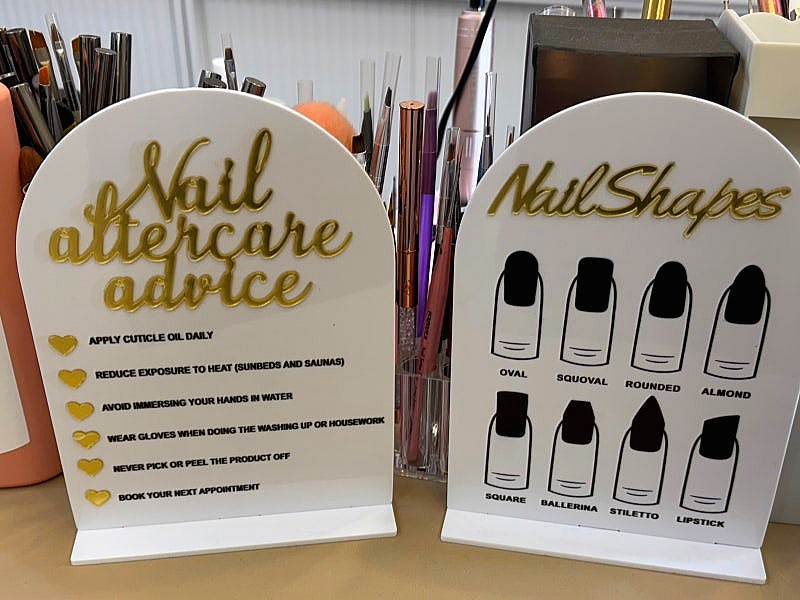 Nail
aftercare
advice
APPLY CUTICLE OIL DAILY
REDUCE EXPOSURE TO HEAT (SUNBEDS AND SAUNAS)
AVOID IMMERSING YOUR HANDS IN WATER
WEAR GLOVES WHEN DOING THE WASHING UP OR HOUSEWORK
NEVER PICK OR PEEL THE PRODUCT OFF
BOOK YOUR NEXT APPOINTMENT
Nail Shapes
OVAL SQUOVAL ROUNDED ALMOND
SQUARE BALLERINA STILETTO LIPSTICK